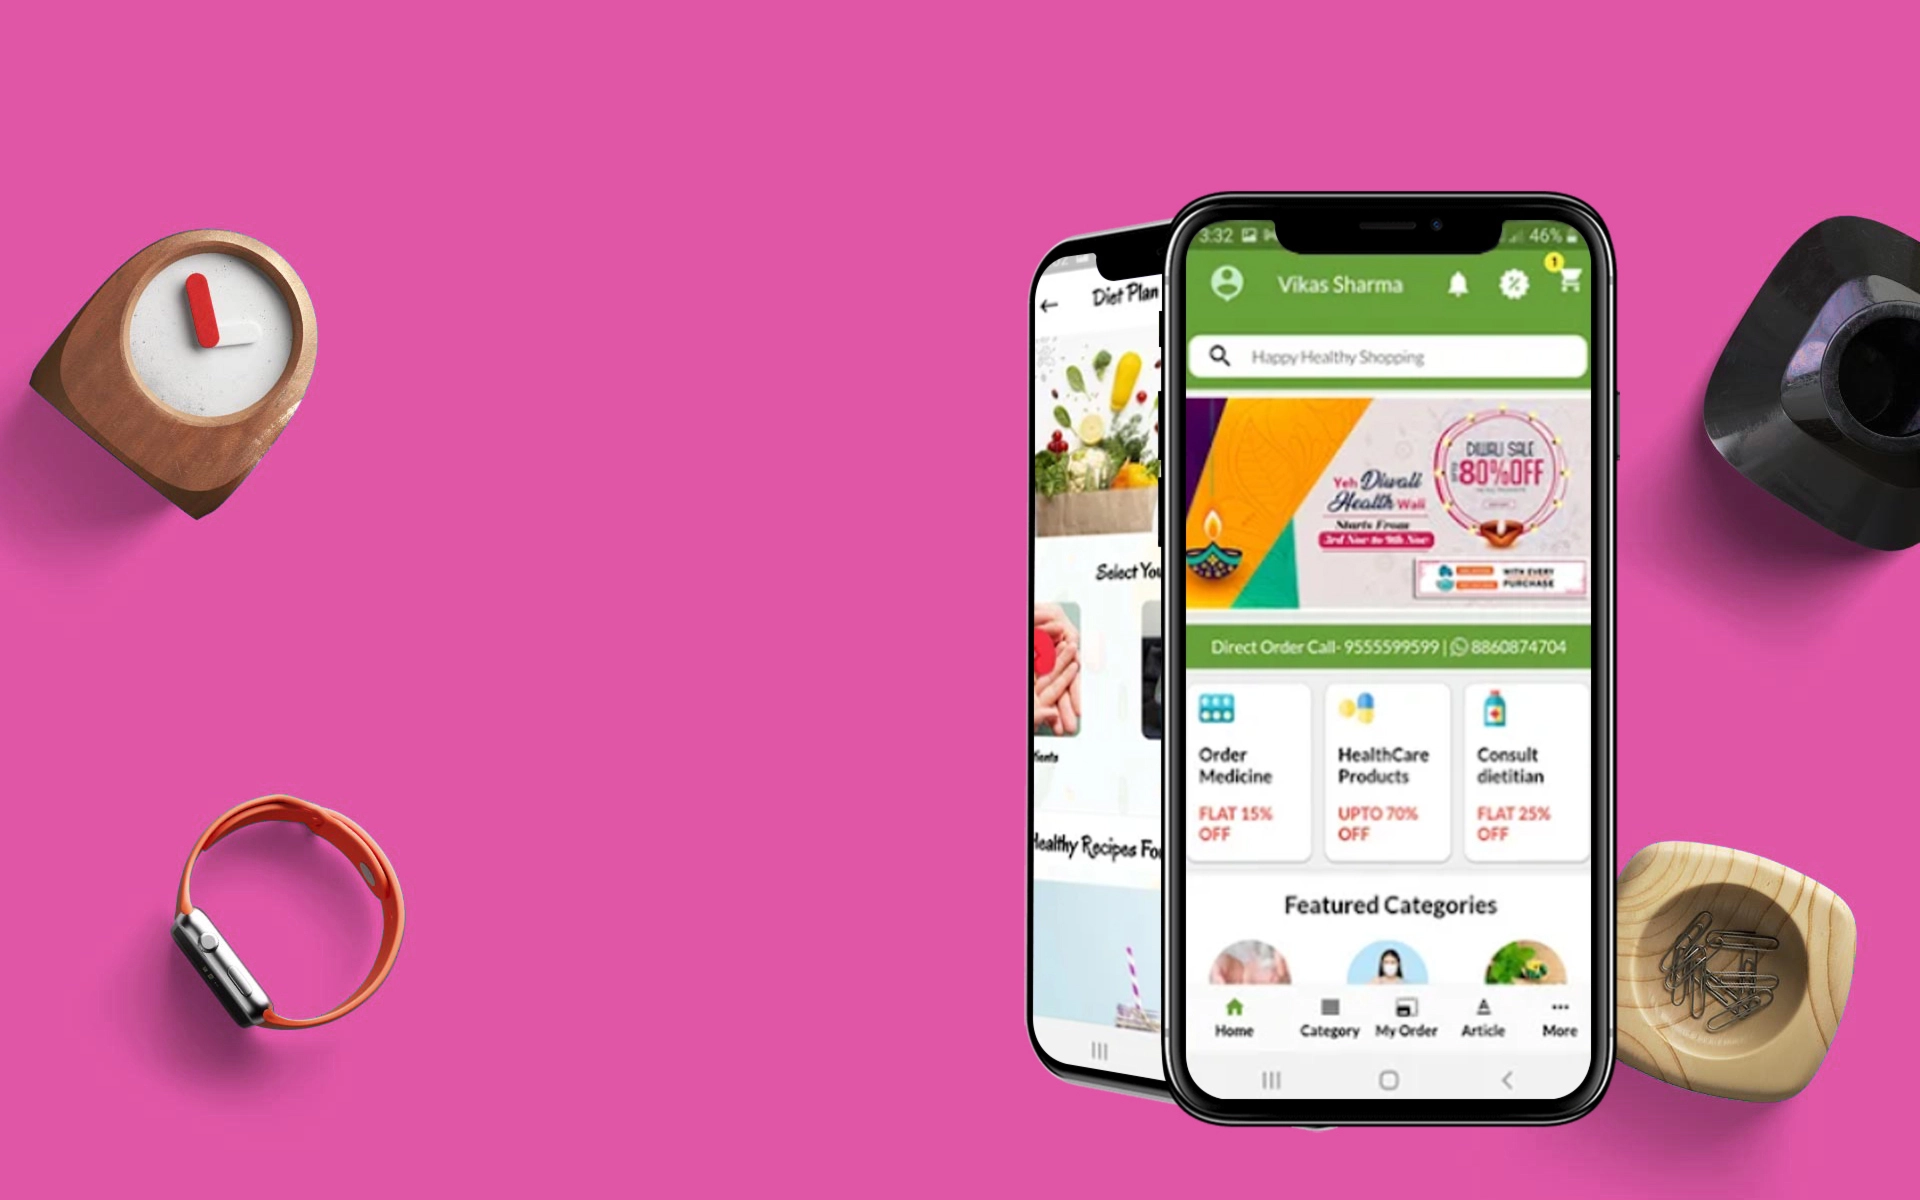 Diet Plan
Select You
ients
Healthy Recipes Fo
3:32
46%
Vikas Sharma
1
Happy Healthy Shopping
DIWALI SALE
80%OFF
Yeh Diwali
Health Wali
Starts From
3rd Nov to 9th Nov
WITH EVERY
PURCHASE
Direct Order Call- 9555599599 | 8860874704
Order
Medicine
FLAT 15%
OFF
HealthCare
Products
UPTO 70%
OFF
Consult
dietitian
FLAT 25%
OFF
Featured Categories
Home
Category
My Order
Article
More